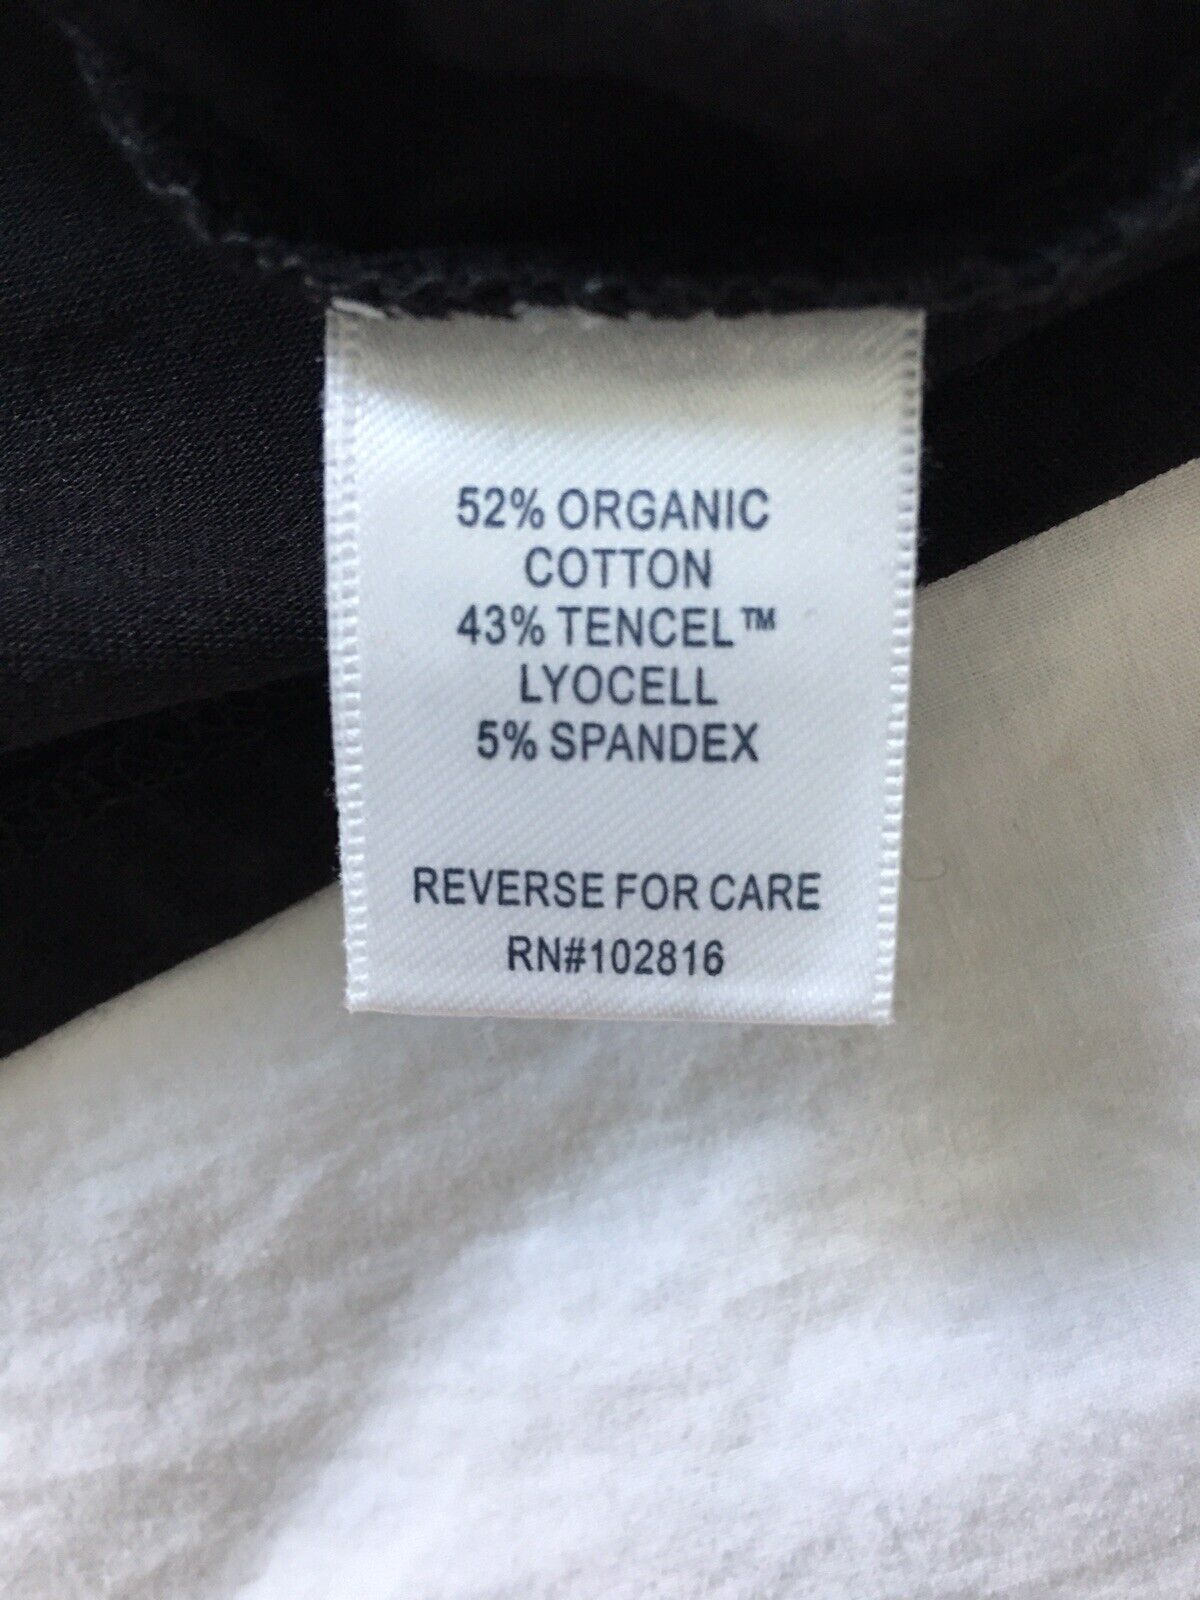 52% ORGANIC
COTTON
43% TENCEL™
LYOCELL
5% SPANDEX
REVERSE FOR CARE
RN#102816